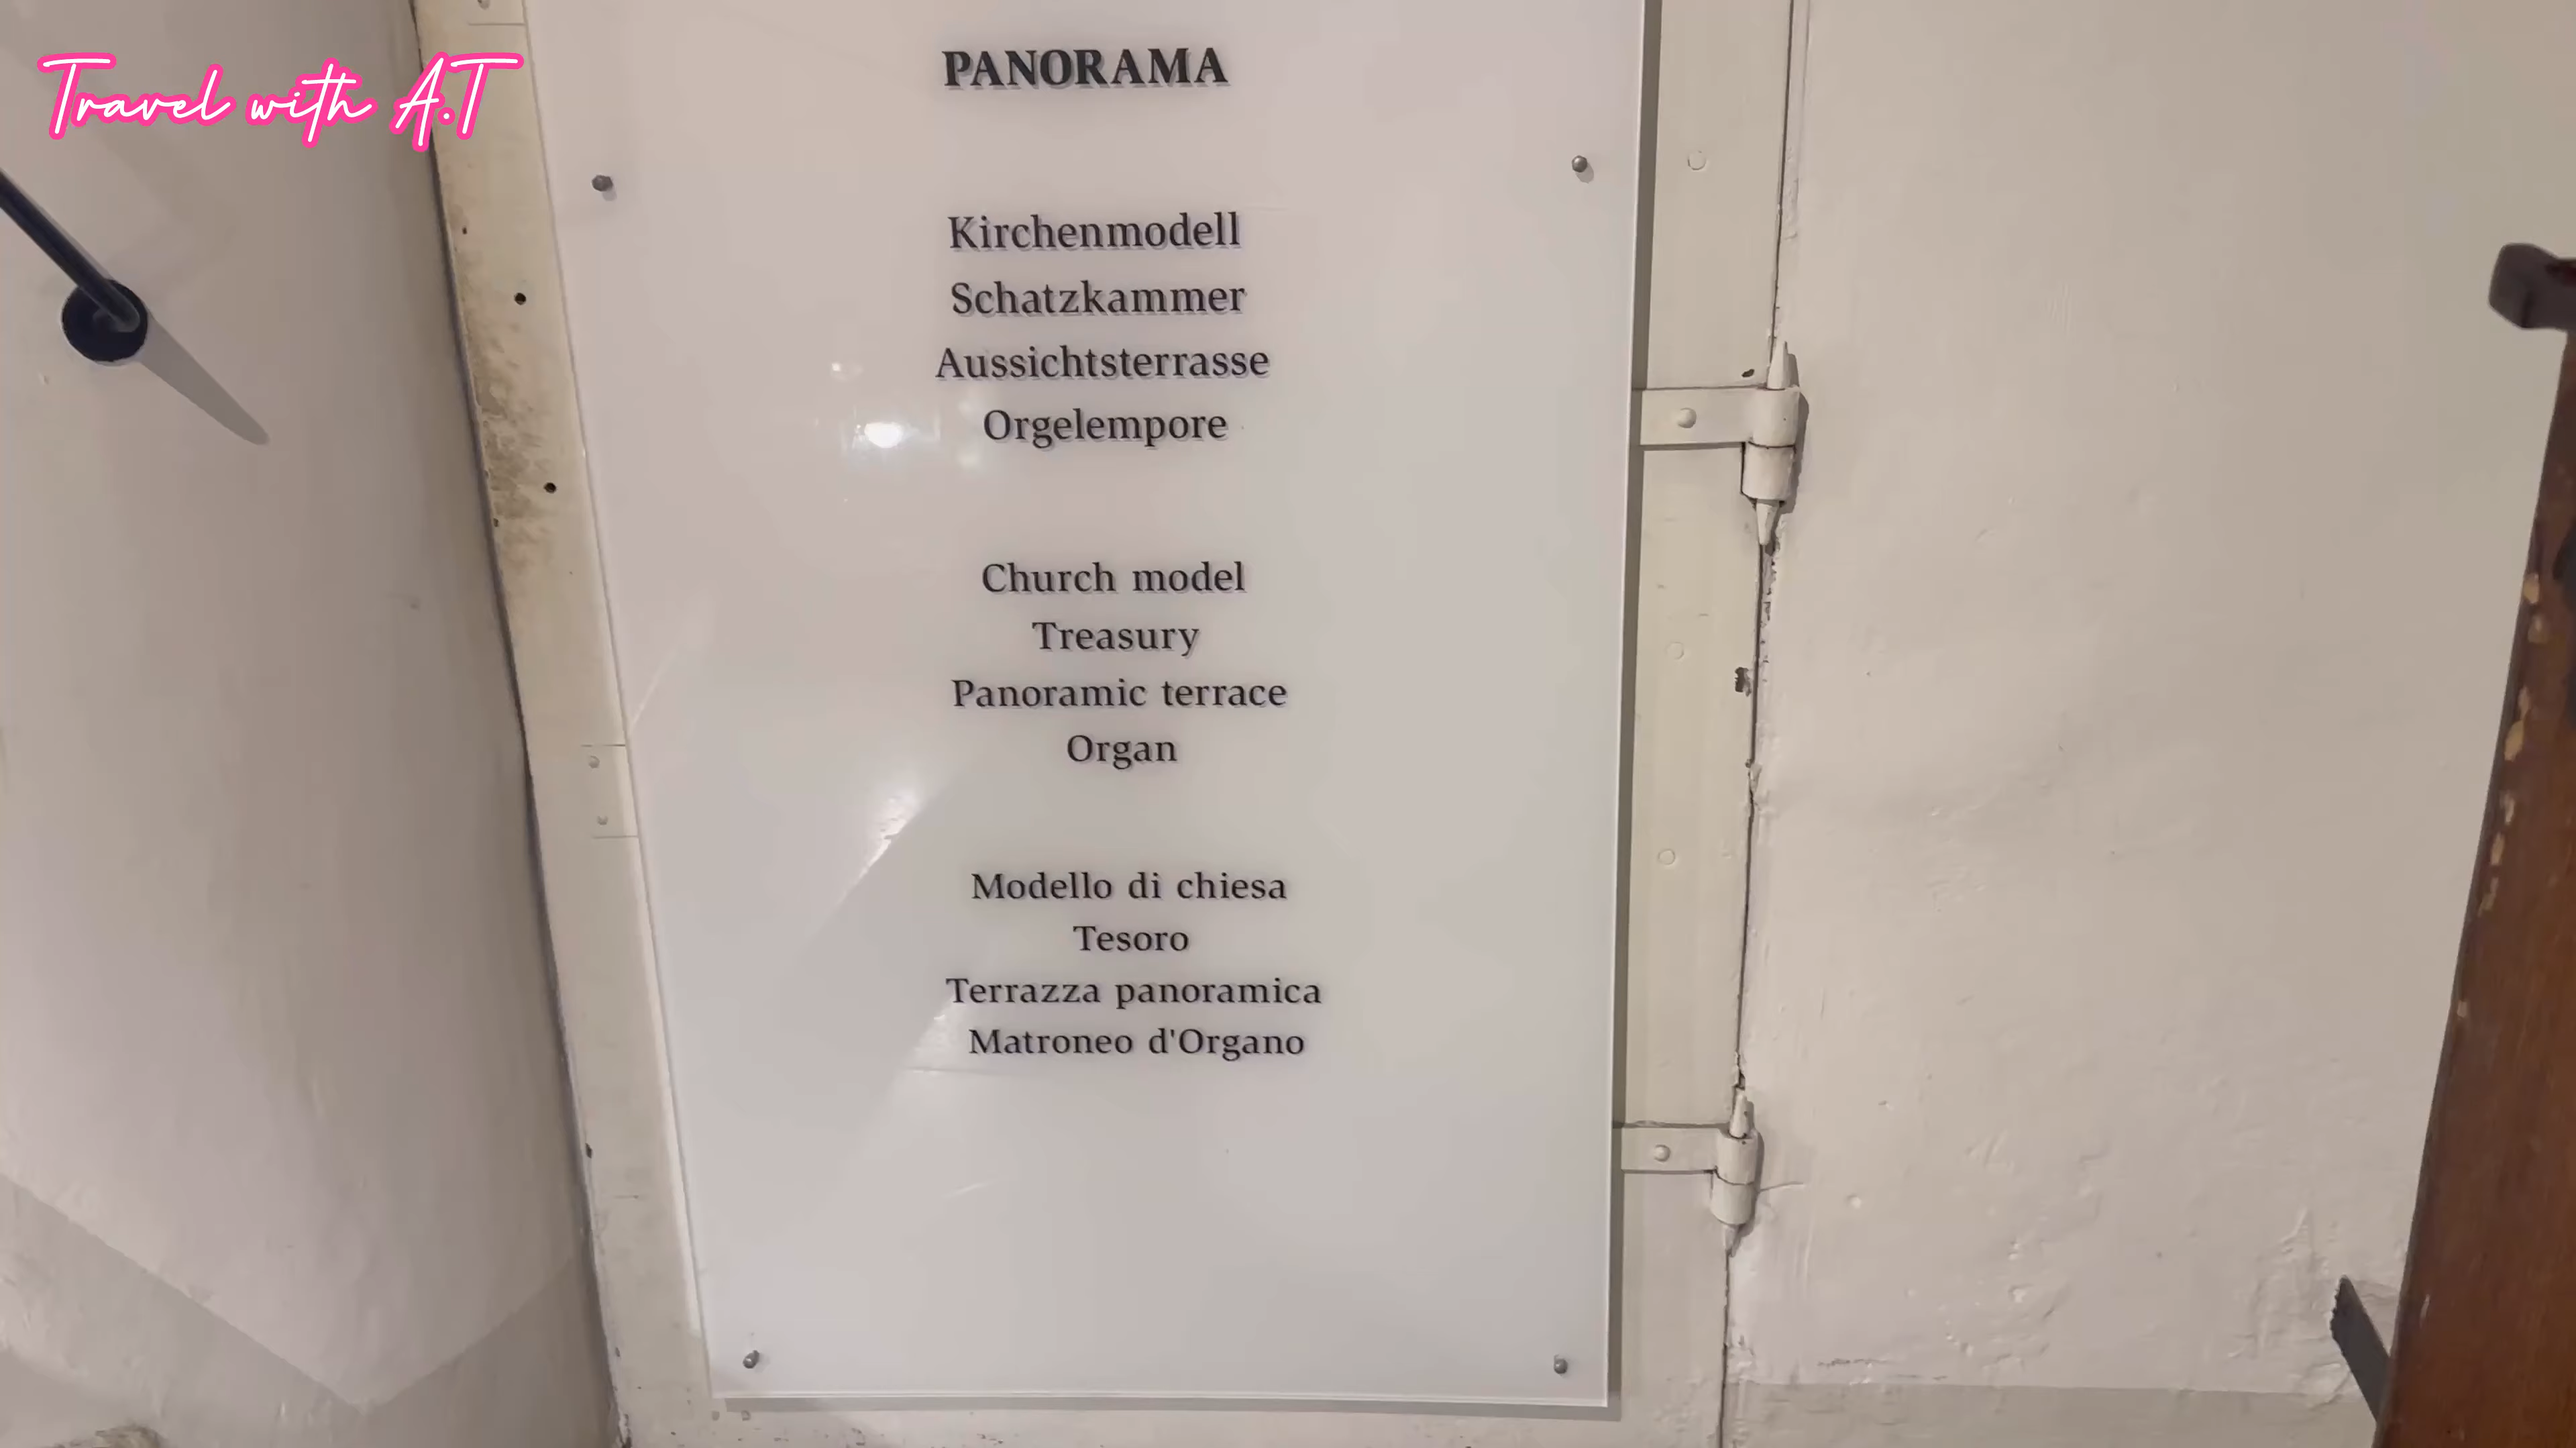 Travel with A.T
PANORAMA
Kirchenmodell
Schatzkammer
Aussichtsterrasse
Orgelempore
Church model
Treasury
Panoramic terrace
Organ
Modello di chiesa
Tesoro
Terrazza panoramica
Matroneo d'Organo